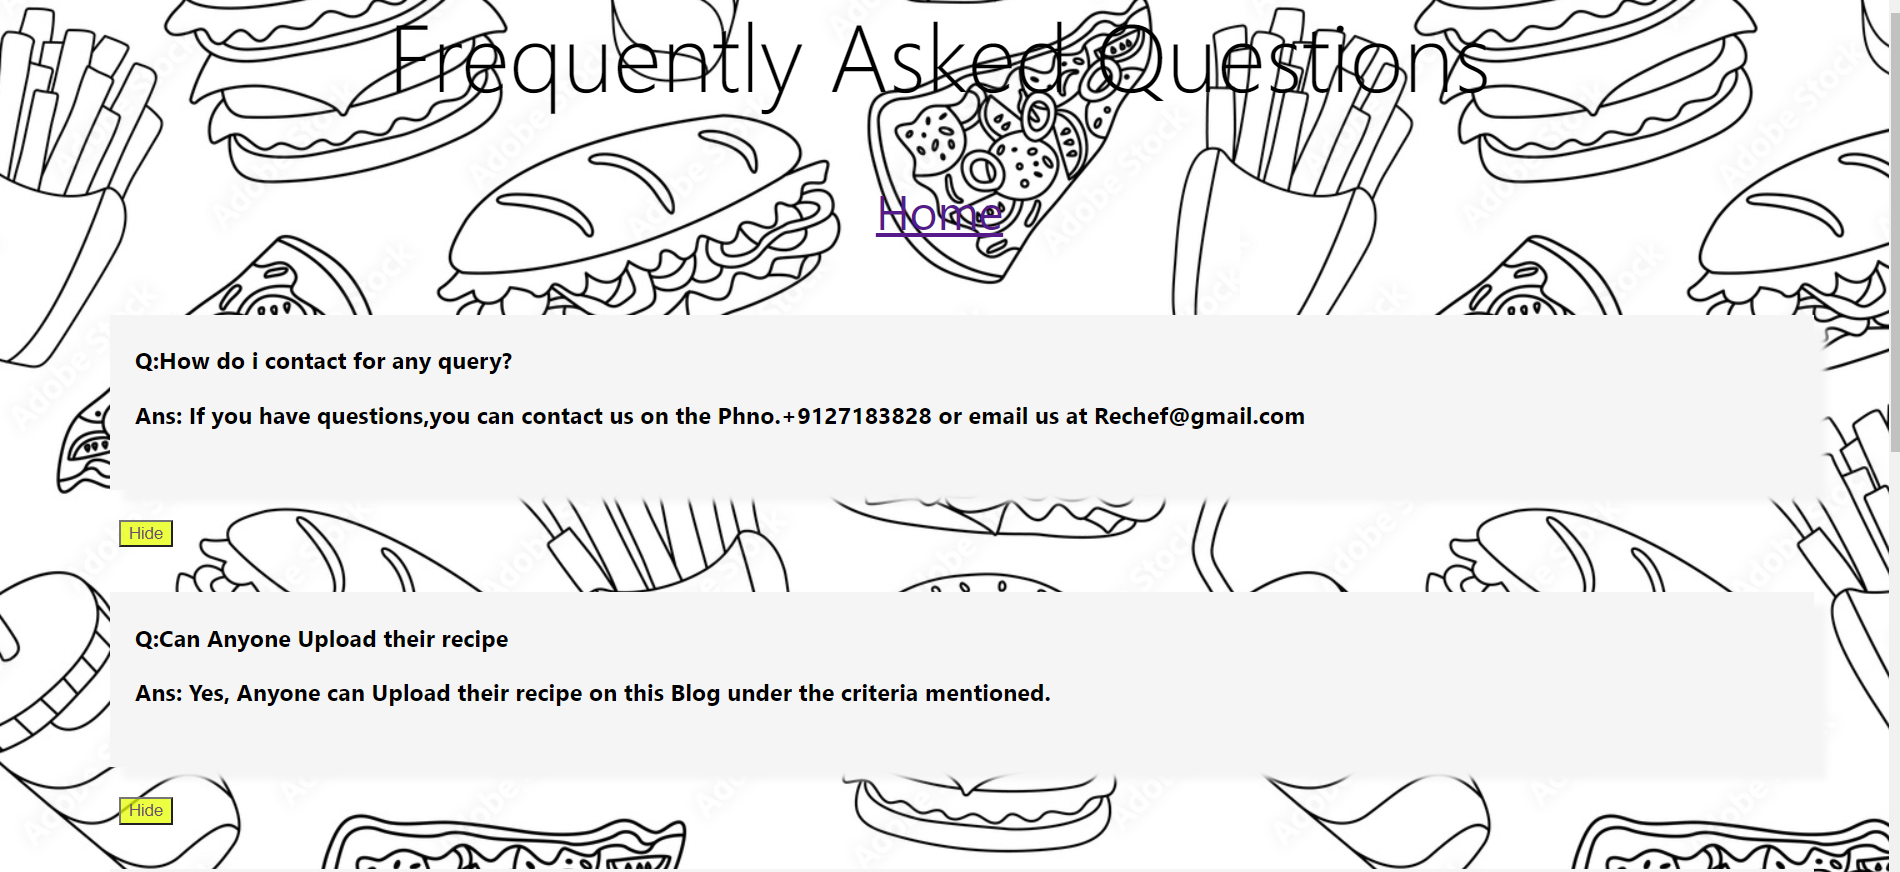 Frequently Asked Questions
Home
Q:How do i contact for any query?
Ans: If you have questions,you can contact us on the Phno.+9127183828 or email us at Rechef@gmail.com
Hide
Q:Can Anyone Upload their recipe
Ans: Yes, Anyone can Upload their recipe on this Blog under the criteria mentioned.
Hide